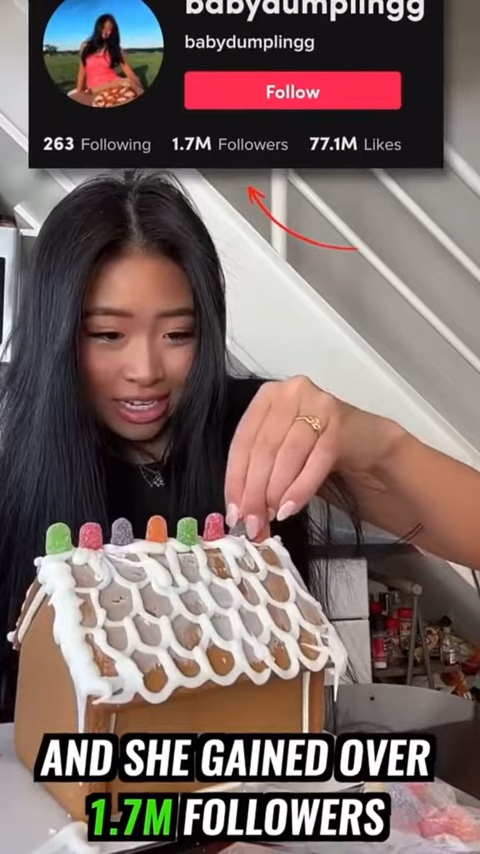 babydumplingg
babydumplingg
Follow
263 Following 1.7M Followers 77.1M Likes
AND SHE GAINED OVER
1.7M FOLLOWERS